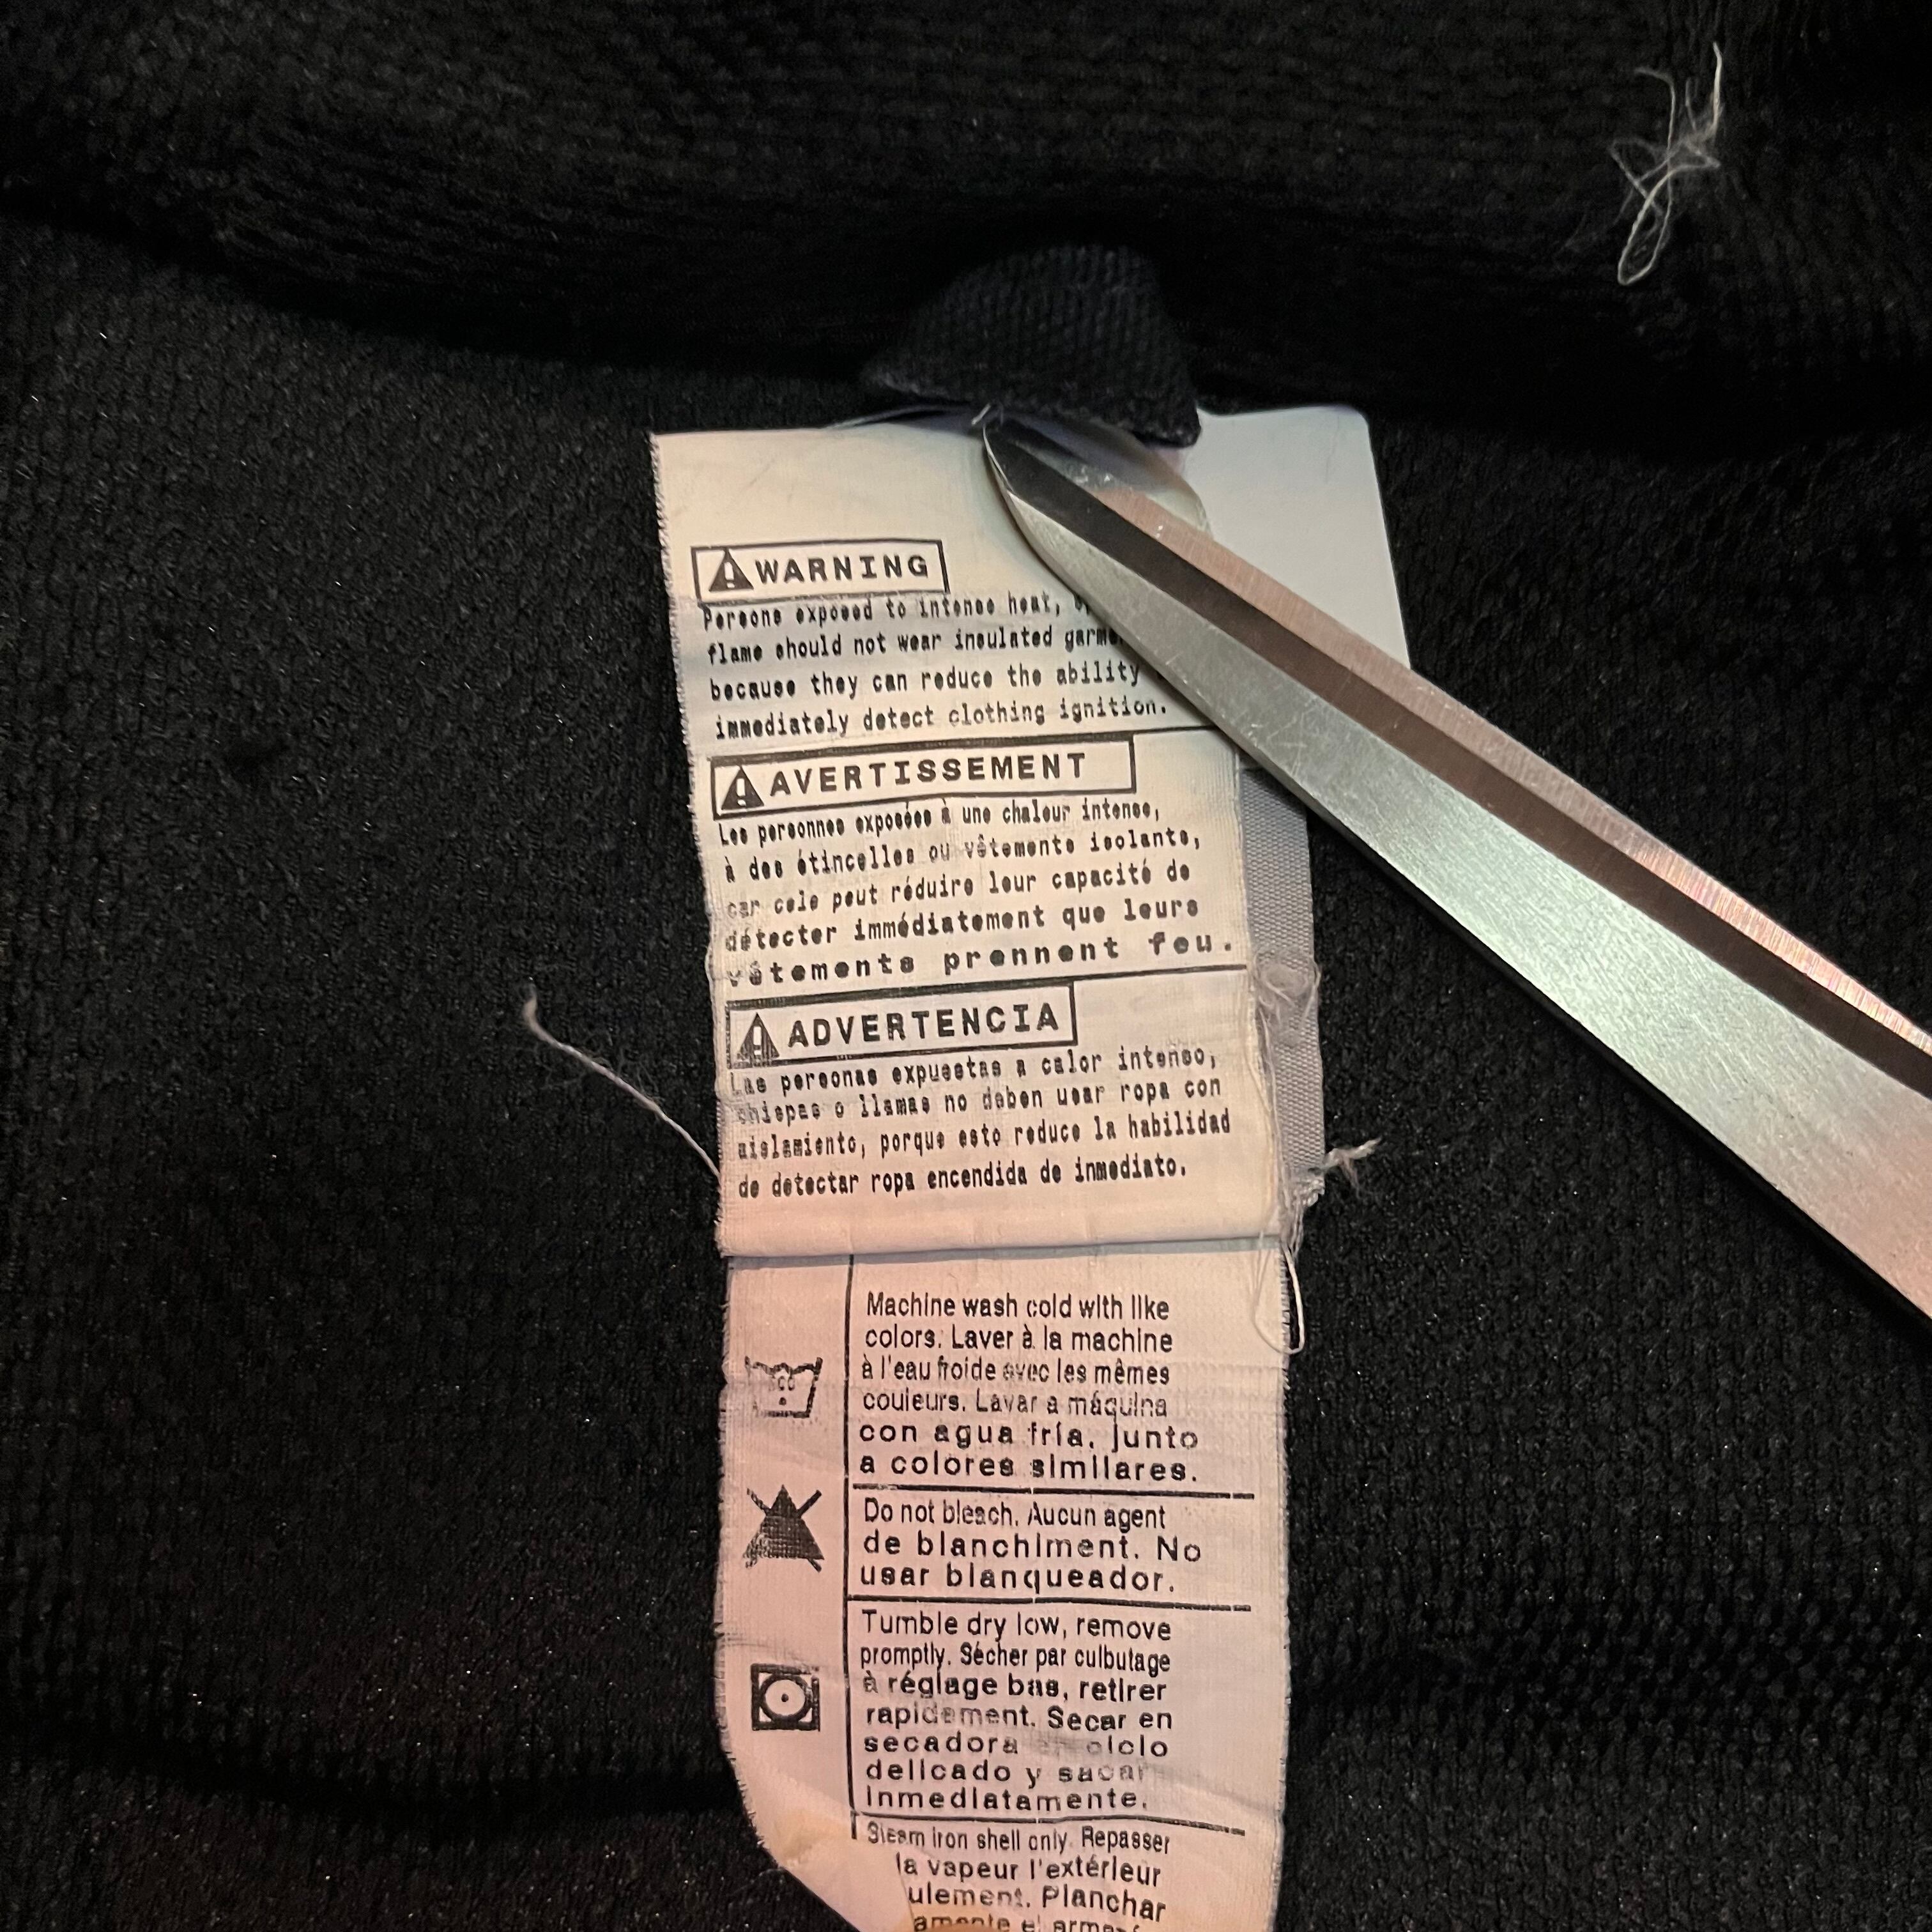 WARNING
Persons exposed to intense heat,
flame should not wear insulated
because they can reduce the ability
immediately detect clothing ignition.
AVERTISSEMENT
Les personnes exposées à une chaleur intense,
à des étincelles ou vêtements isolants,
car cele peut réduire leur capacité de
détecter immédiatement que leurs
vêtements prennent feu.
ADVERTENCIA
Las personas expuestas a calor intenso,
chispas o llamas no deben usar ropa con
aislamiento, porque esto reduce la habilidad
de detectar ropa encendida de inmediato.
Machine wash cold with like
colors. Laver à la machine
à l'eau froide avec les mêmes
couleurs. Lavar a máquina
con agua fría, junto
a colores similares.
Do not bleach. Aucun agent
de blanchiment. No
usar blanqueador.
Tumble dry low, remove
promptly. Sécher par culbutage
à réglage bas, retirer
rapidement. Secar en
secadora ciclo
delicado y sacar
inmediatamente.
Steam iron shell only. Repasser
la vapeur l'extérieur
ulement. Planchar